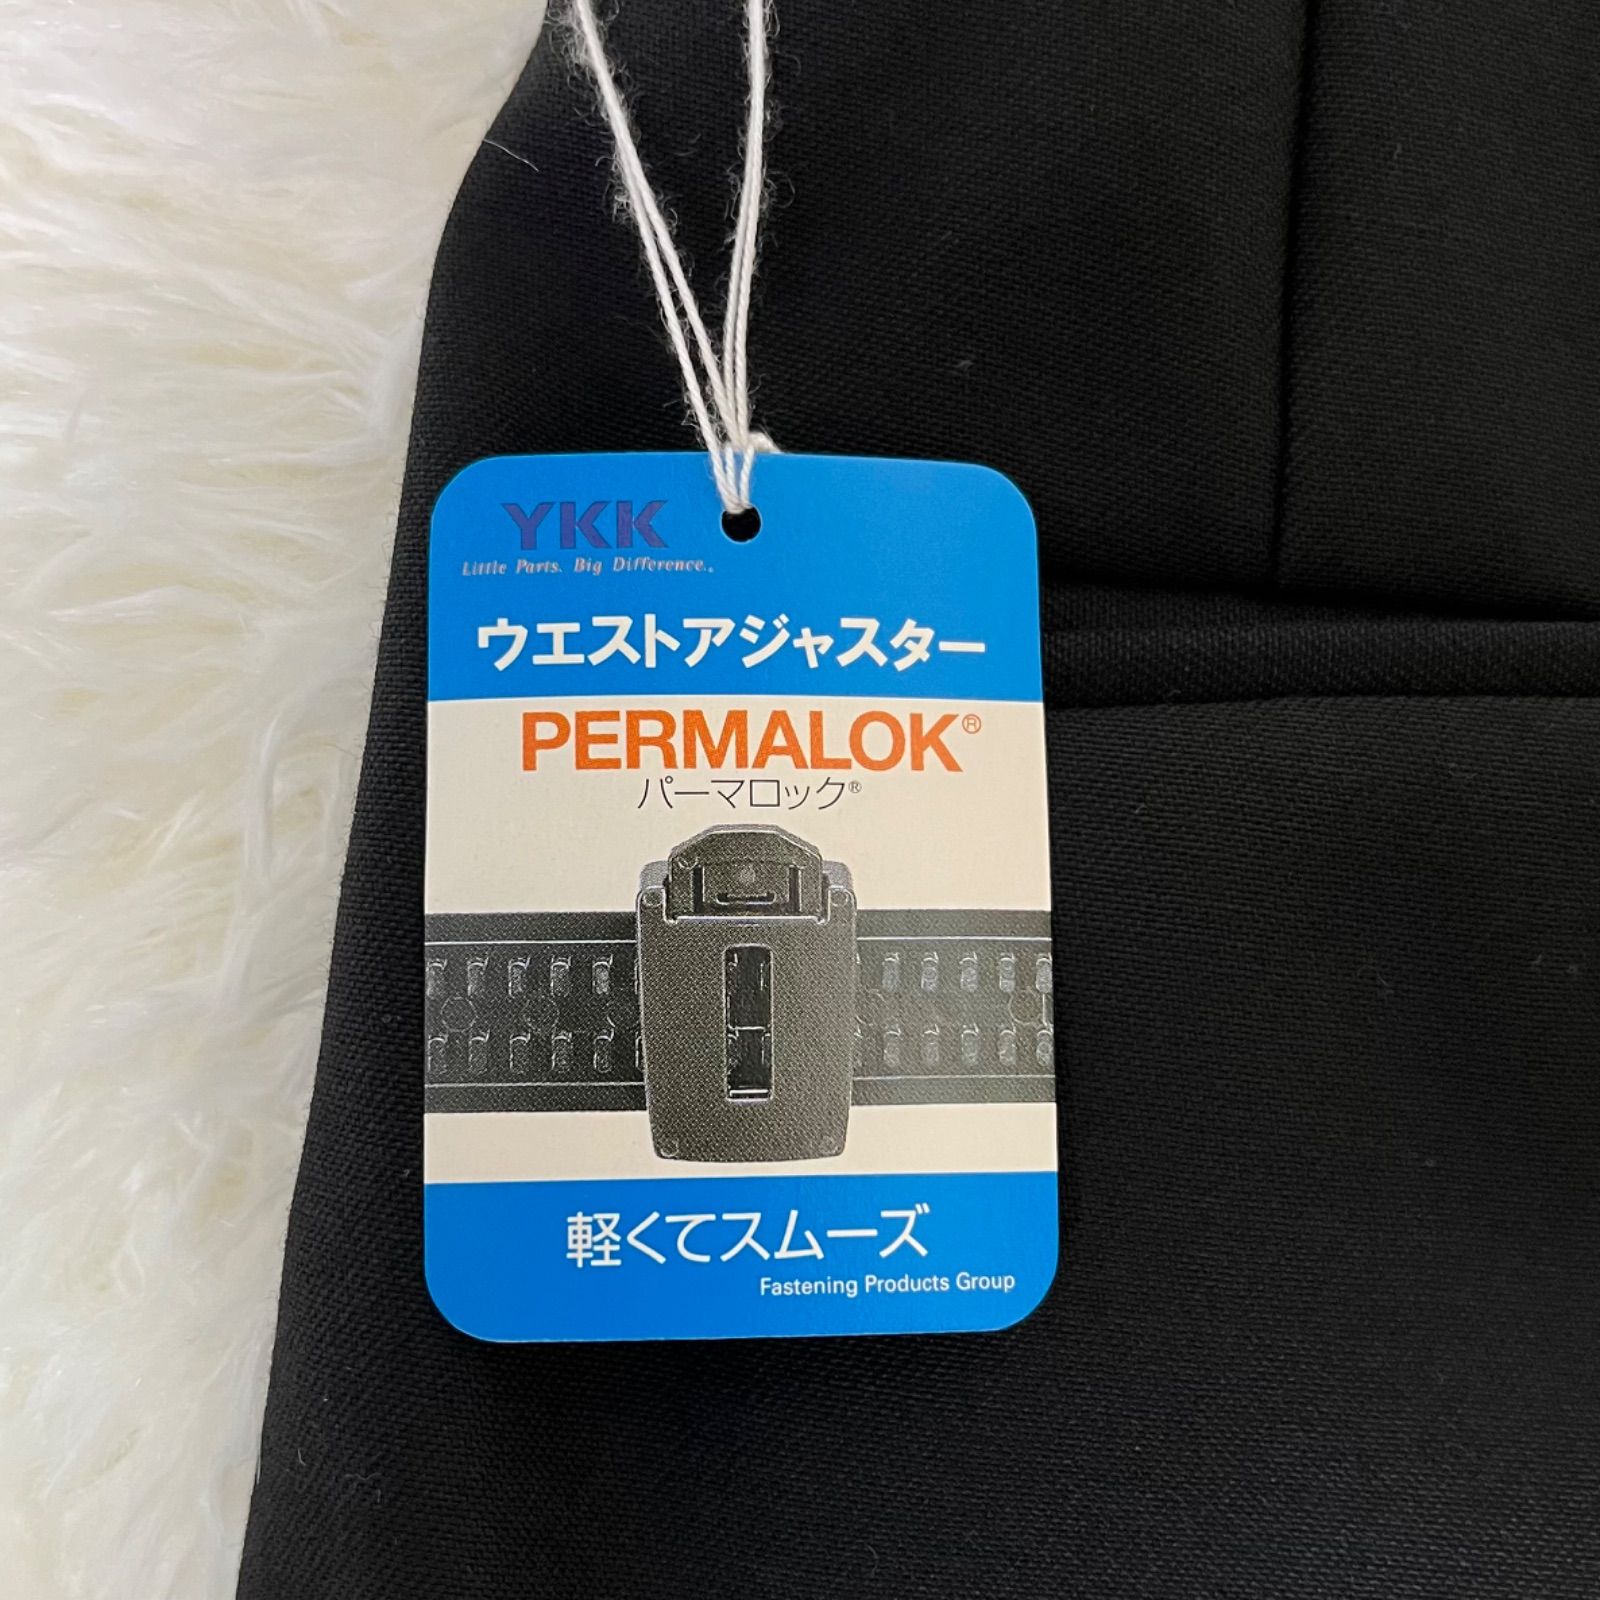 YKK
Little Parts. Big Difference.
ウエストアジャスター
PERMALOK®
パーマロック®
軽くてスムーズ
Fastening Products Group